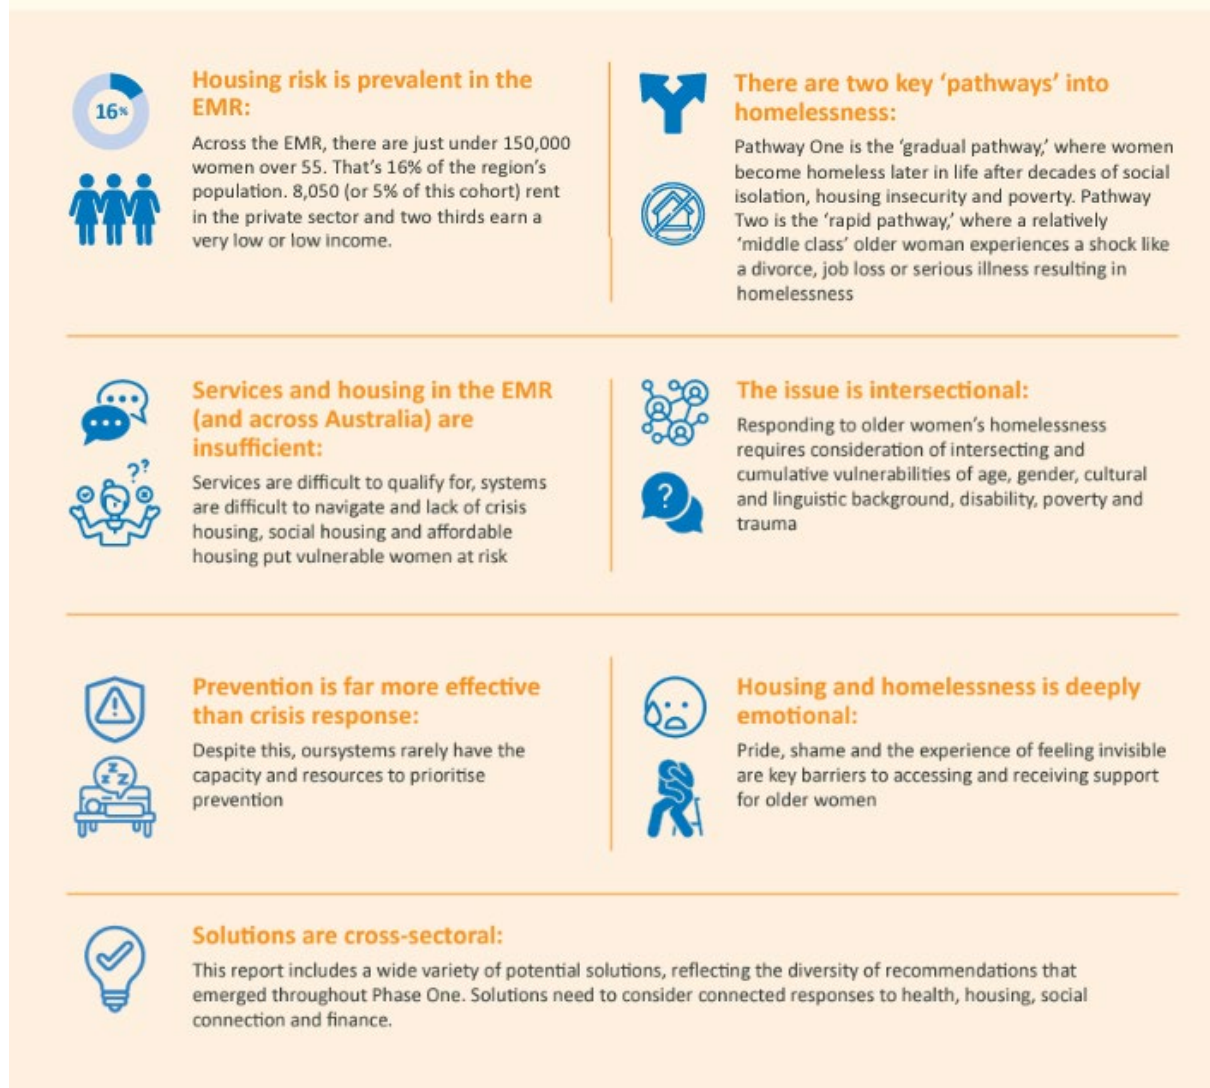 16%
Housing risk is prevalent in the
EMR:
Across the EMR, there are just under 150,000
women over 55. That's 16% of the region's
population. 8,050 (or 5% of this cohort) rent
in the private sector and two thirds earn a
very low or low income.
There are two key ‘pathways’ into
homelessness:
Pathway One is the ‘gradual pathway,’ where women
become homeless later in life after decades of social
isolation, housing insecurity and poverty. Pathway
Two is the ‘rapid pathway,’ where a relatively
‘middle class’ older woman experiences a shock like
a divorce, job loss or serious illness resulting in
homelessness
Services and housing in the EMR
(and across Australia) are
insufficient:
Services are difficult to qualify for, systems
are difficult to navigate and lack of crisis
housing, social housing and affordable
housing put vulnerable women at risk
??
The issue is intersectional:
Responding to older women’s homelessness
requires consideration of intersecting and
cumulative vulnerabilities of age, gender, cultural
and linguistic background, disability, poverty and
trauma
?
Prevention is far more effective
than crisis response:
Despite this, oursystems rarely have the
capacity and resources to prioritise
prevention
z z z
Housing and homelessness is deeply
emotional:
Pride, shame and the experience of feeling invisible
are key barriers to accessing and receiving support
for older women
Solutions are cross-sectoral:
This report includes a wide variety of potential solutions, reflecting the diversity of recommendations that
emerged throughout Phase One. Solutions need to consider connected responses to health, housing, social
connection and finance.